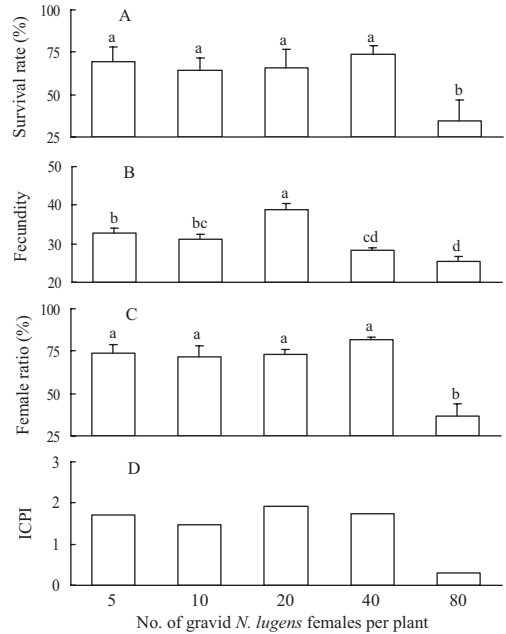 A
Survival rate (%)
100
75
50
25
a
a
a
a
b
B
Fecundity
50
40
30
20
b
bc
a
cd
d
C
Female ratio (%)
100
75
50
25
a
a
a
a
b
D
ICPI
3
2
1
0
5 10 20 40 80
No. of gravid N. lugens females per plant